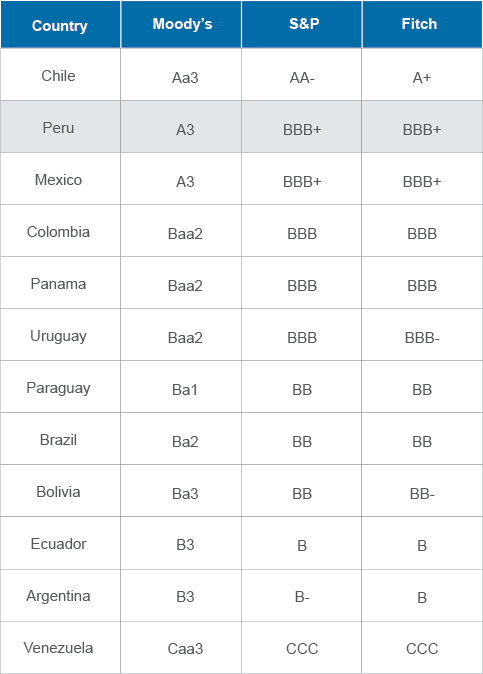 Country Moody’s S&P Fitch
Chile Aa3 AA- A+
Peru A3 BBB+ BBB+
Mexico A3 BBB+ BBB+
Colombia Baa2 BBB BBB
Panama Baa2 BBB BBB
Uruguay Baa2 BBB BBB-
Paraguay Ba1 BB BB
Brazil Ba2 BB BB
Bolivia Ba3 BB BB-
Ecuador B3 B B
Argentina B3 B- B
Venezuela Caa3 CCC CCC